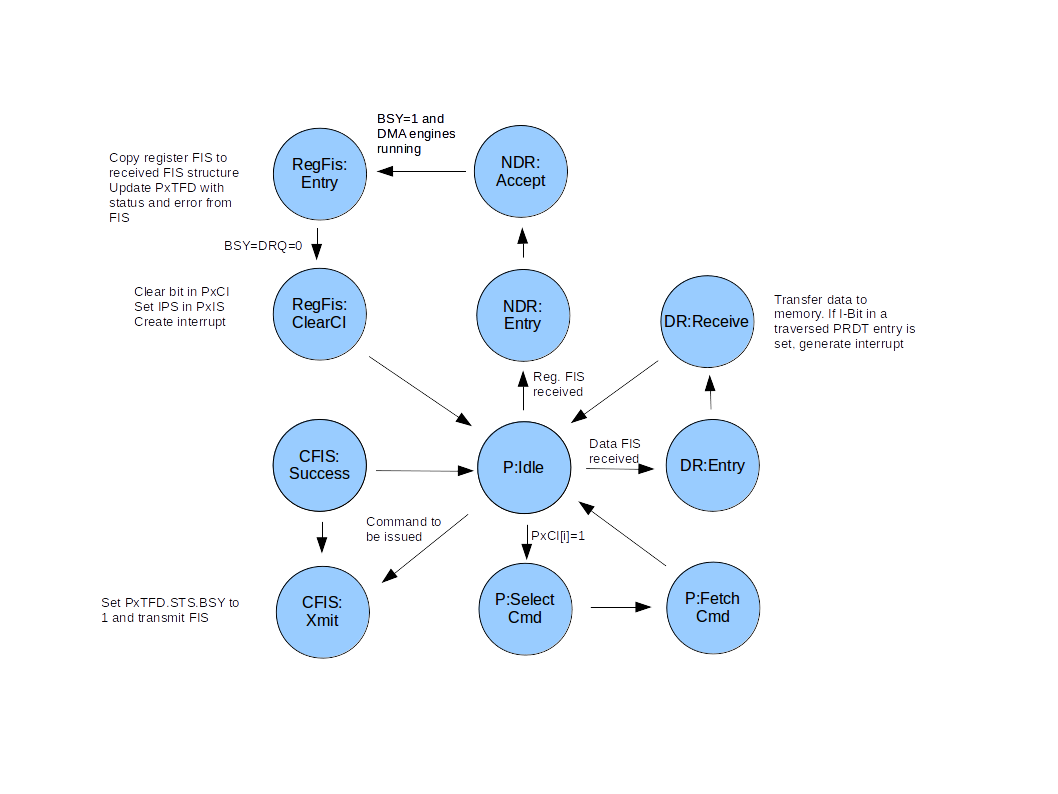 BSY=1 and
DMA engines
running
Copy register FIS to
received FIS structure
Update PxTFD with
status and error from
FIS
RegFis:
Entry
NDR:
Accept
BSY=DRQ=0
Clear bit in PxCI
Set IPS in PxIS
Create interrupt
RegFis:
ClearCI
NDR:
Entry
DR:Receive
Transfer data to
memory. If I-Bit in a
traversed PRDT entry is
set, generate interrupt
Reg. FIS
received
CFIS:
Success
P:Idle
Data FIS
received
DR:Entry
Command to
be issued
PxCI[i]=1
Set PxTFD.STS.BSY to
1 and transmit FIS
CFIS:
Xmit
P:Select
Cmd
P:Fetch
Cmd